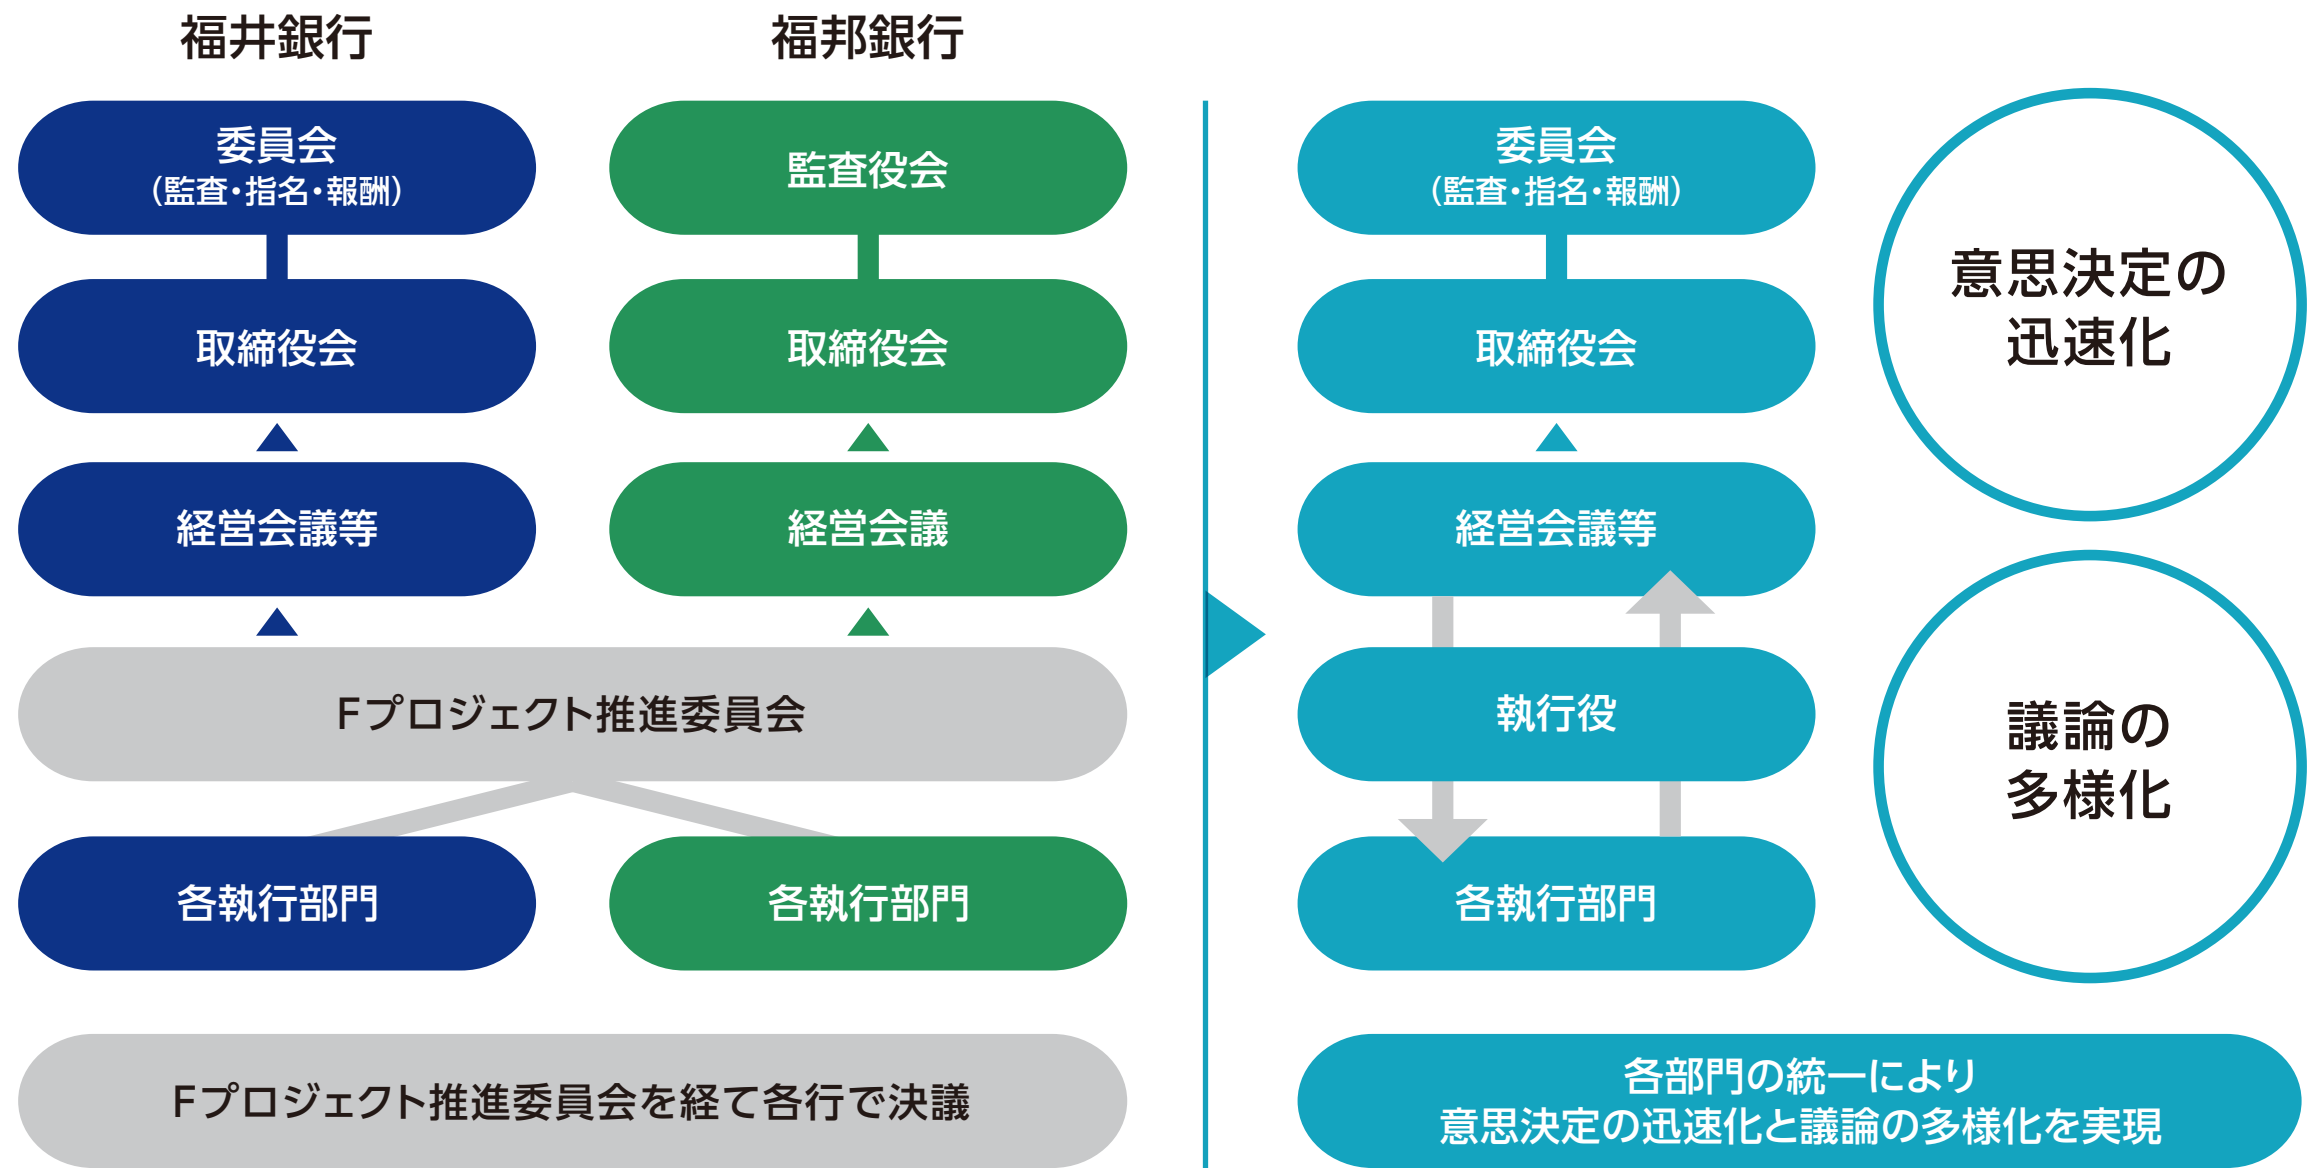 福井銀行
委員会
（監査・指名・報酬）
取締役会
経営会議等
福邦銀行
監査役会
取締役会
経営会議
Fプロジェクト推進委員会
各執行部門
各執行部門
Fプロジェクト推進委員会を経て各行で決議
委員会
（監査・指名・報酬）
取締役会
経営会議等
執行役
各執行部門
意思決定の
迅速化
議論の
多様化
各部門の統一により
意思決定の迅速化と議論の多様化を実現